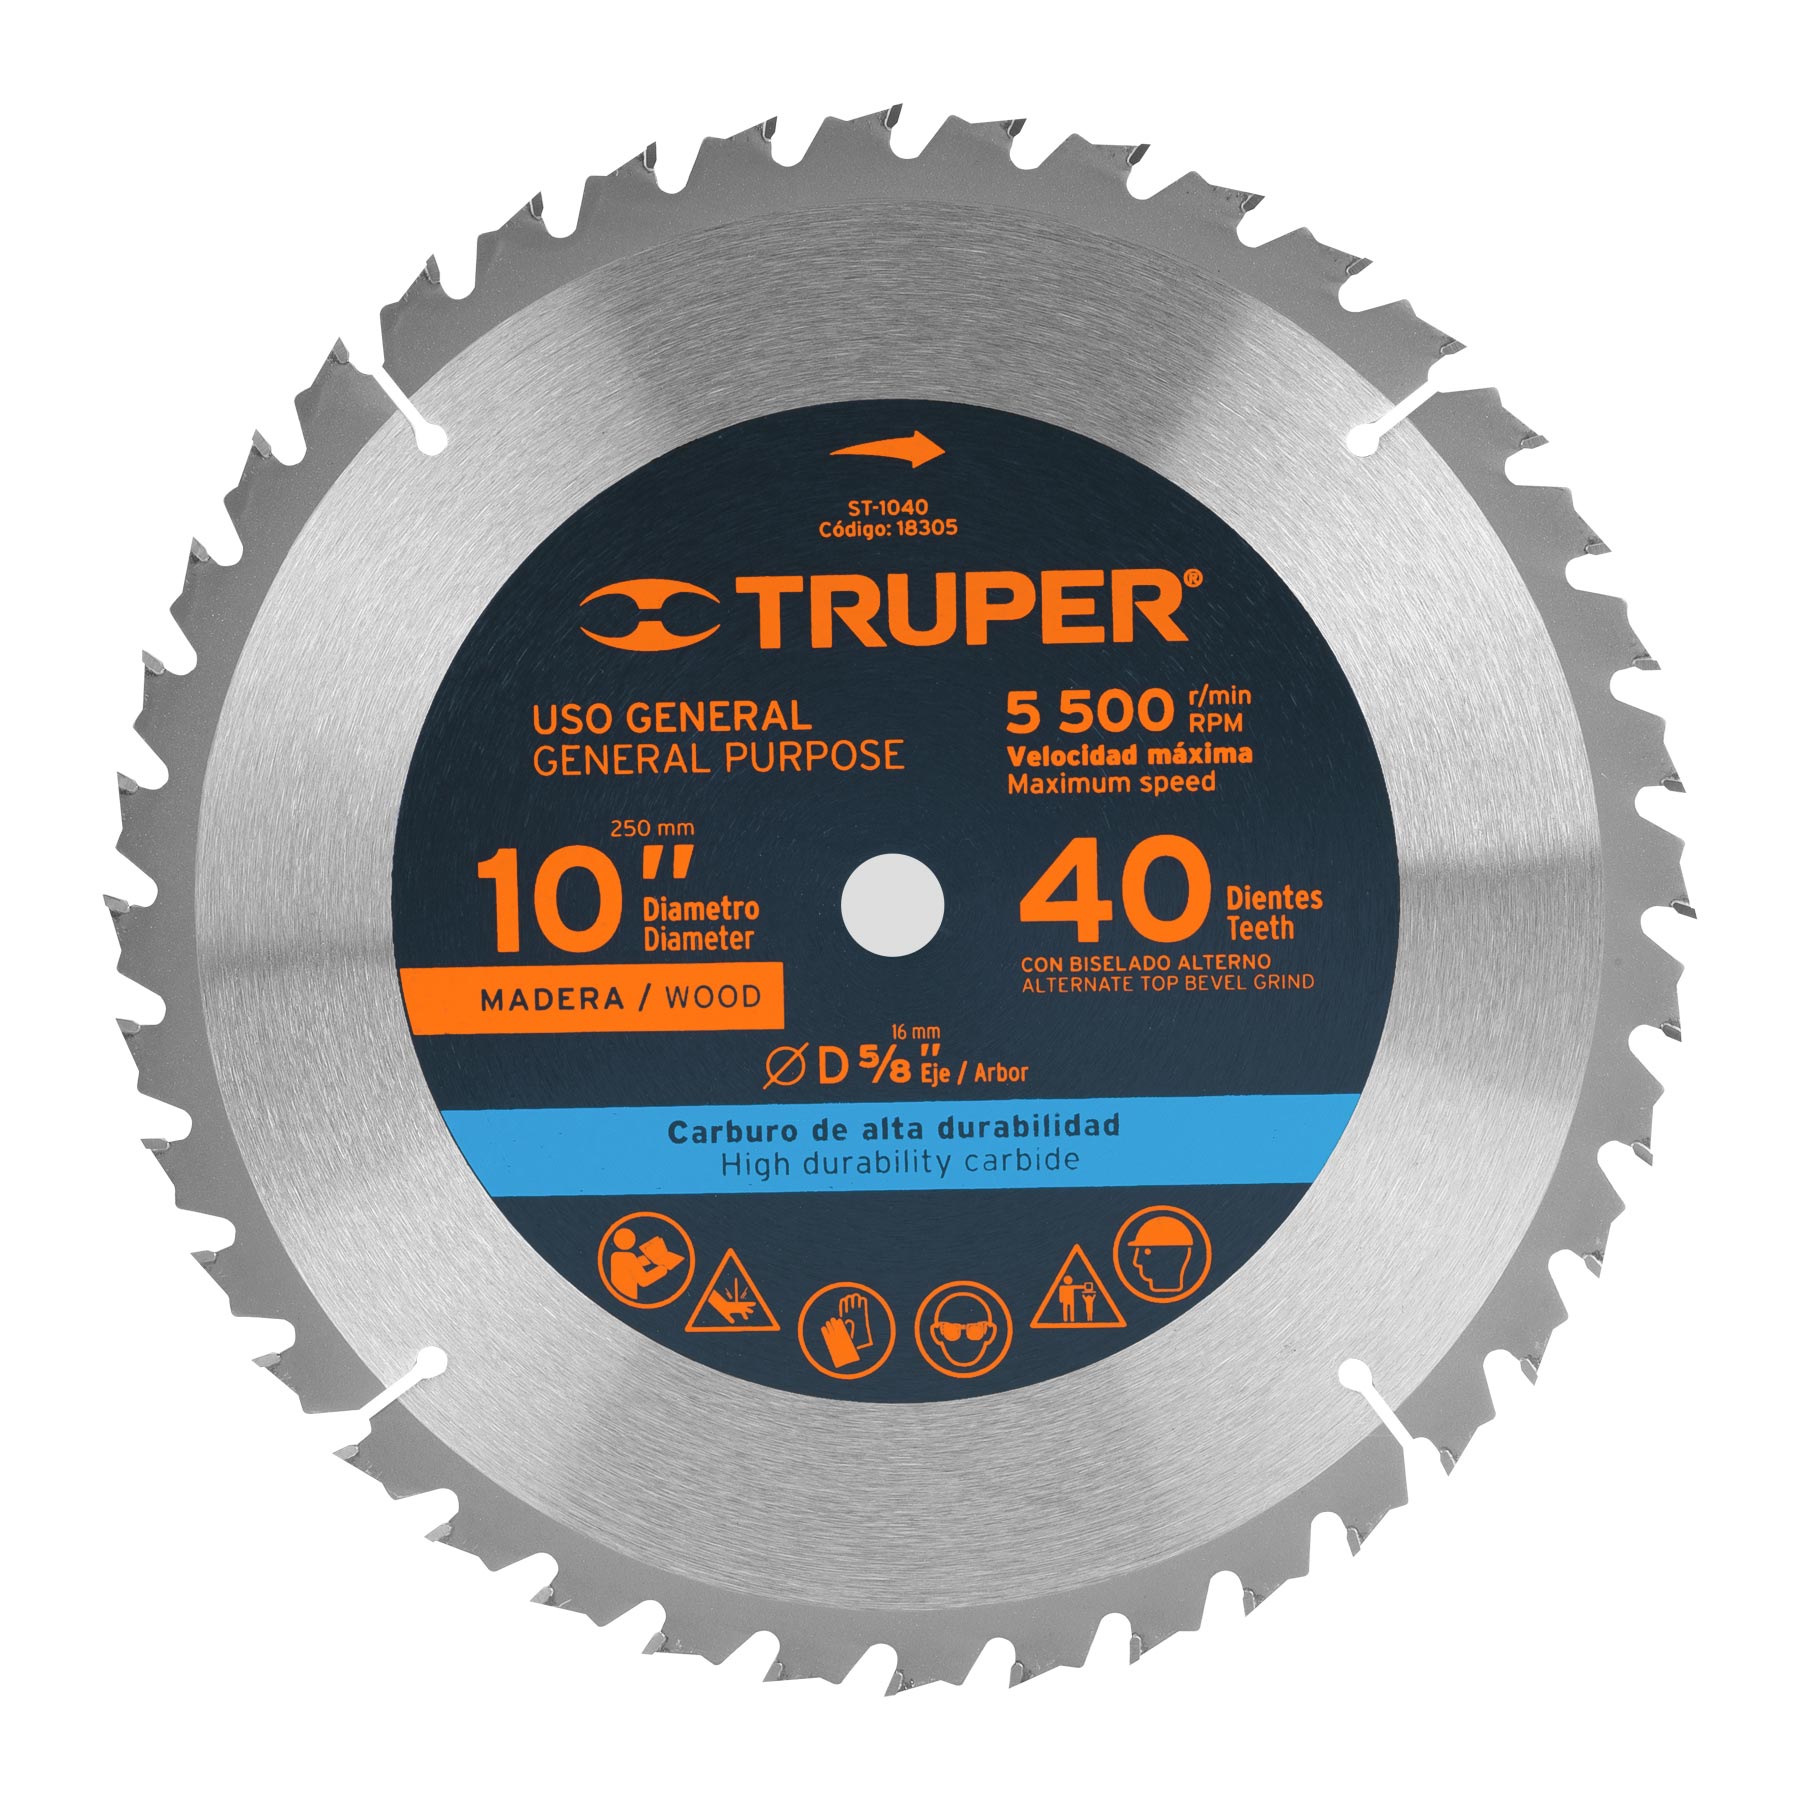 ST-1040
Código: 18305
TRUPER®
USO GENERAL
GENERAL PURPOSE
5 500 r/min
RPM
Velocidad máxima
Maximum speed
250 mm
10"
Diametro
Diameter
MADERA / WOOD
40 Dientes
Teeth
CON BISELADO ALTERNO
ALTERNATE TOP BEVEL GRIND
16 mm
Ø D 5/8" Eje / Arbor
Carburo de alta durabilidad
High durability carbide